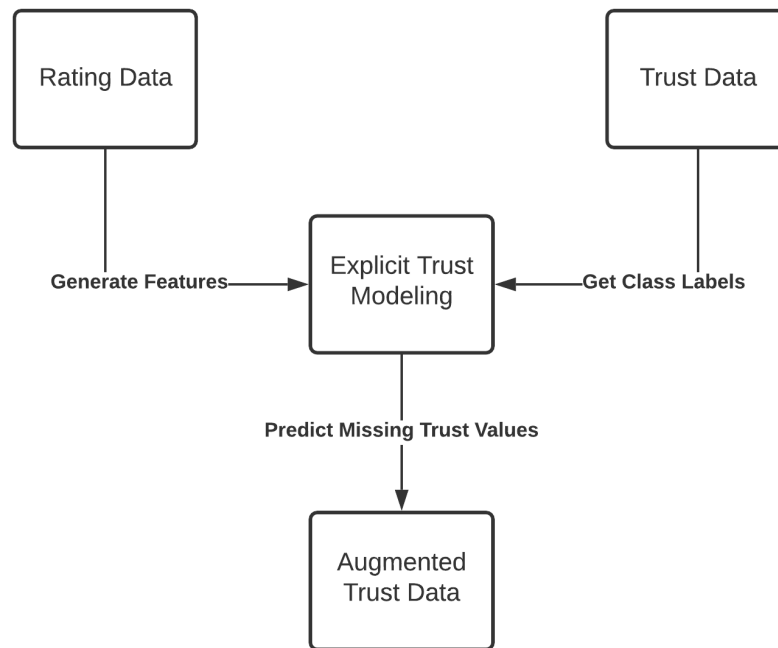 Rating Data
Trust Data
Generate Features
Explicit Trust
Modeling
Get Class Labels
Predict Missing Trust Values
Augmented
Trust Data